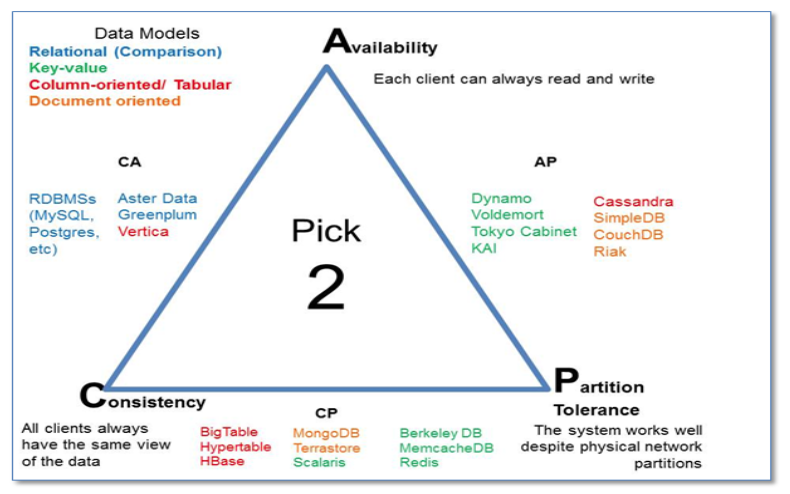 Data Models
Relational (Comparison)
Key-value
Column-oriented/ Tabular
Document oriented
Availability
Each client can always read and write
CA
RDBMSs
(MySQL,
Postgres,
etc)
Aster Data
Greenplum
Vertica
Pick
2
AP
Dynamo
Voldemort
Tokyo Cabinet
KAI
Cassandra
SimpleDB
CouchDB
Riak
Consistency
All clients always
have the same view
of the data
CP
BigTable
Hypertable
HBase
MongoDB
Terrastore
Scalaris
Berkeley DB
MemcacheDB
Redis
Partition
Tolerance
The system works well
despite physical network
partitions